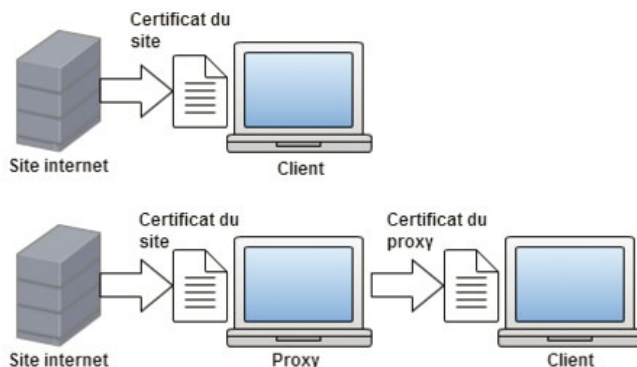 Certificat du
site
Site internet
Client
Certificat du
site
Certificat du
proxy
Site internet
Proxy
Client